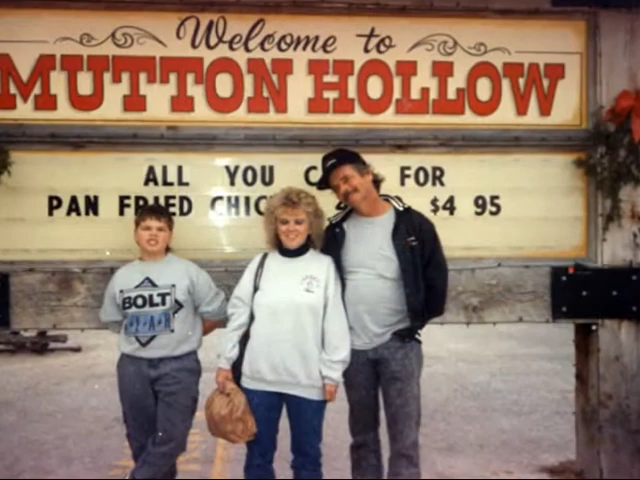 Welcome to
MUTTON HOLLOW
ALL YOU C FOR
PAN FRIED CHIC $4 95
BOLT